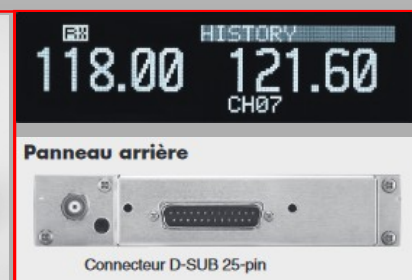 RX HISTORY
118.00 121.60
CH07
Panneau arrière
Connecteur D-SUB 25-pin